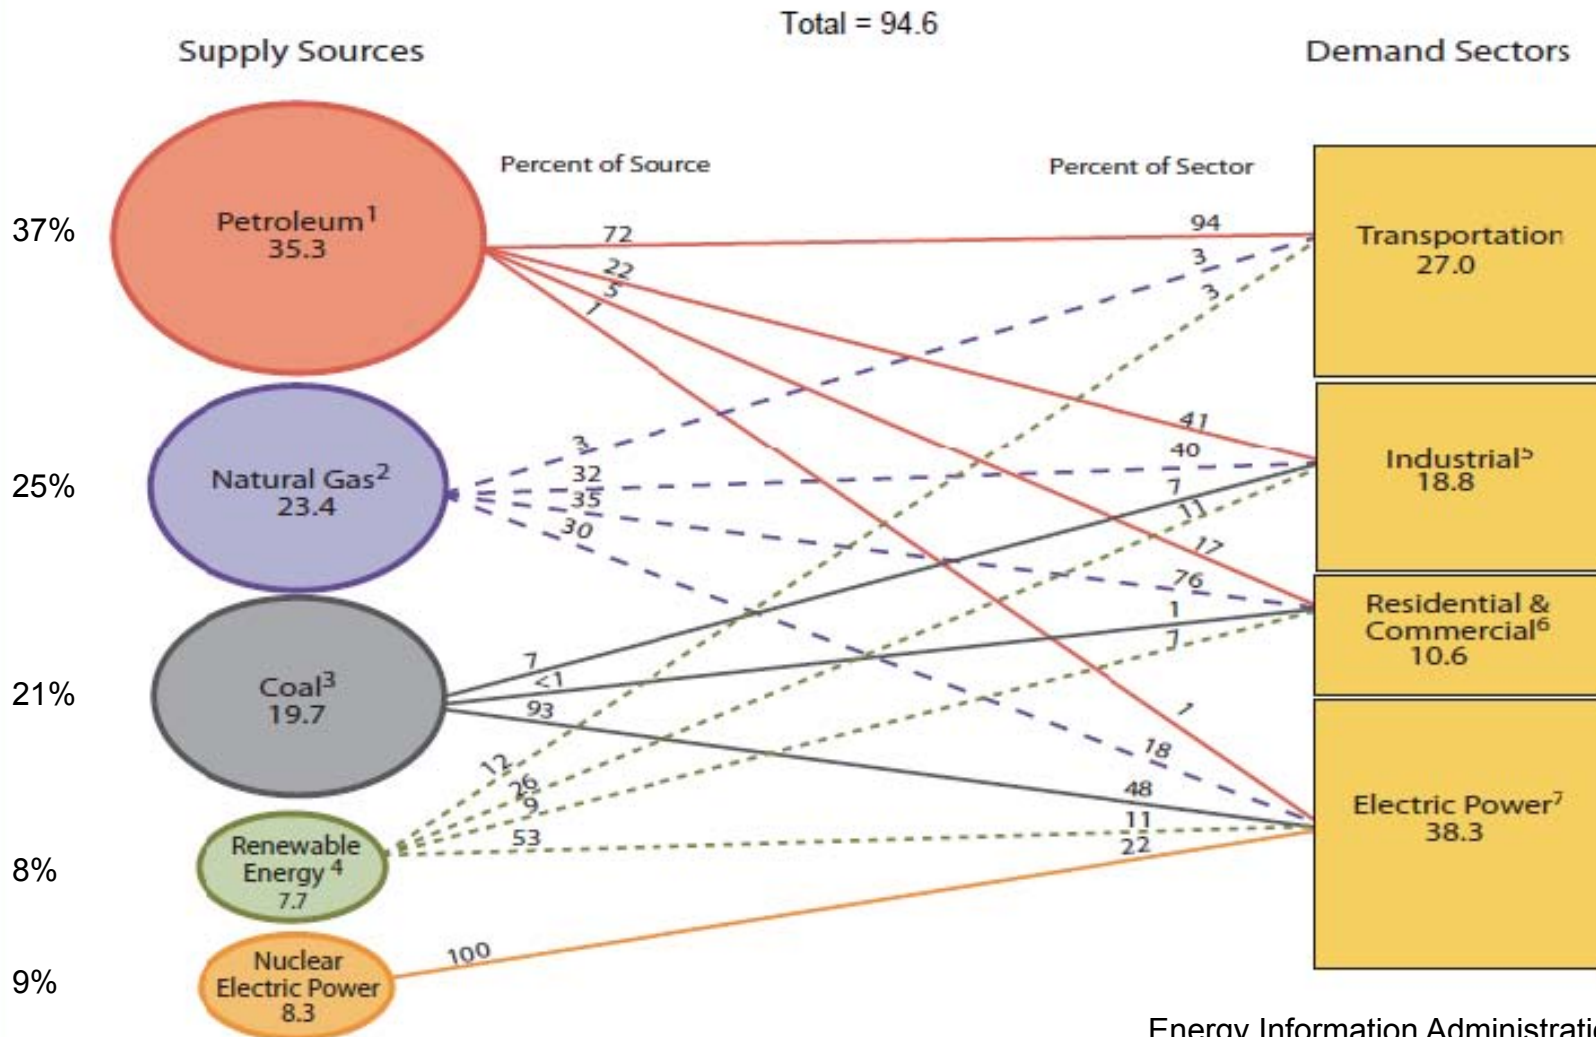 Total = 94.6
Supply Sources
Demand Sectors
Percent of Source
Percent of Sector
37%
Petroleum1
35.3
72
22
5
1
94
3
3
Transportation
27.0
25%
Natural Gas2
23.4
3
32
35
30
41
40
7
11
Industrial5
18.8
17
76
1
7
Residential &
Commercial6
10.6
21%
Coal3
19.7
7
<1
93
1
18
48
11
22
Electric Power7
38.3
8%
Renewable
Energy 4
7.7
12
26
9
53
9%
Nuclear
Electric Power
8.3
100
Energy Information Administratio